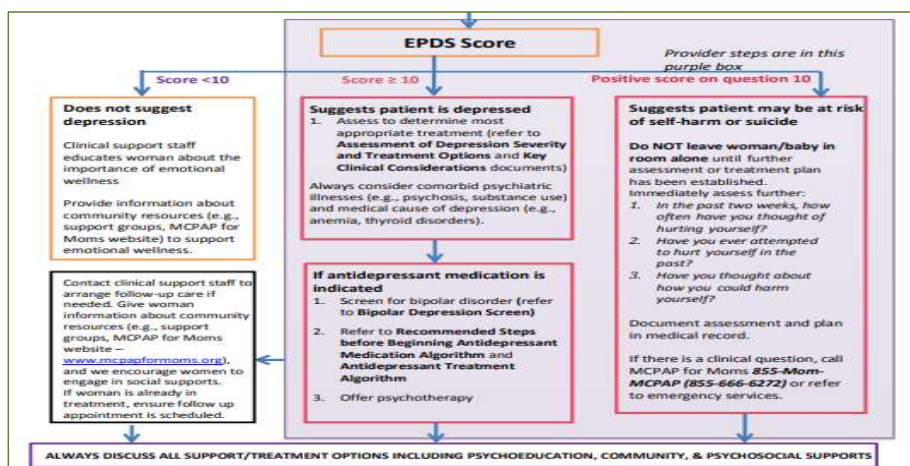 EPDS Score
Provider steps are in this
purple box
Score <10
Score ≥ 10
Positive score on question 10
Does not suggest
depression
Clinical support staff
educates woman about the
importance of emotional
wellness
Provide information about
community resources (e.g.,
support groups, MCPAP for
Moms website) to support
emotional wellness.
Suggests patient is depressed
1. Assess to determine most
appropriate treatment (refer to
Assessment of Depression Severity
and Treatment Options and Key
Clinical Considerations documents)
Always consider comorbid psychiatric
illnesses (e.g., psychosis, substance use)
and medical cause of depression (e.g.,
anemia, thyroid disorders).
Suggests patient may be at risk
of self-harm or suicide
Do NOT leave woman/baby in
room alone until further
assessment or treatment plan
has been established.
Immediately assess further:
1. In the past two weeks, how
often have you thought of
hurting yourself?
2. Have you ever attempted
to hurt yourself in the
past?
3. Have you thought about
how you could harm
yourself?
Document assessment and plan
in medical record.
If there is a clinical question, call
MCPAP for Moms 855-Mom-
MCPAP (855-666-6272) or refer
to emergency services.
Contact clinical support staff to
arrange follow-up care if
needed. Give woman
information about community
resources (e.g., support
groups, MCPAP for Moms
website –
www.mcpapformoms.org),
and we encourage women to
engage in social supports.
If woman is already in
treatment, ensure follow up
appointment is scheduled.
If antidepressant medication is
indicated
1. Screen for bipolar disorder (refer
to Bipolar Depression Screen)
2. Refer to Recommended Steps
before Beginning Antidepressant
Medication Algorithm and
Antidepressant Treatment
Algorithm
3. Offer psychotherapy
ALWAYS DISCUSS ALL SUPPORT/TREATMENT OPTIONS INCLUDING PSYCHOEDUCATION, COMMUNITY, & PSYCHOSOCIAL SUPPORTS